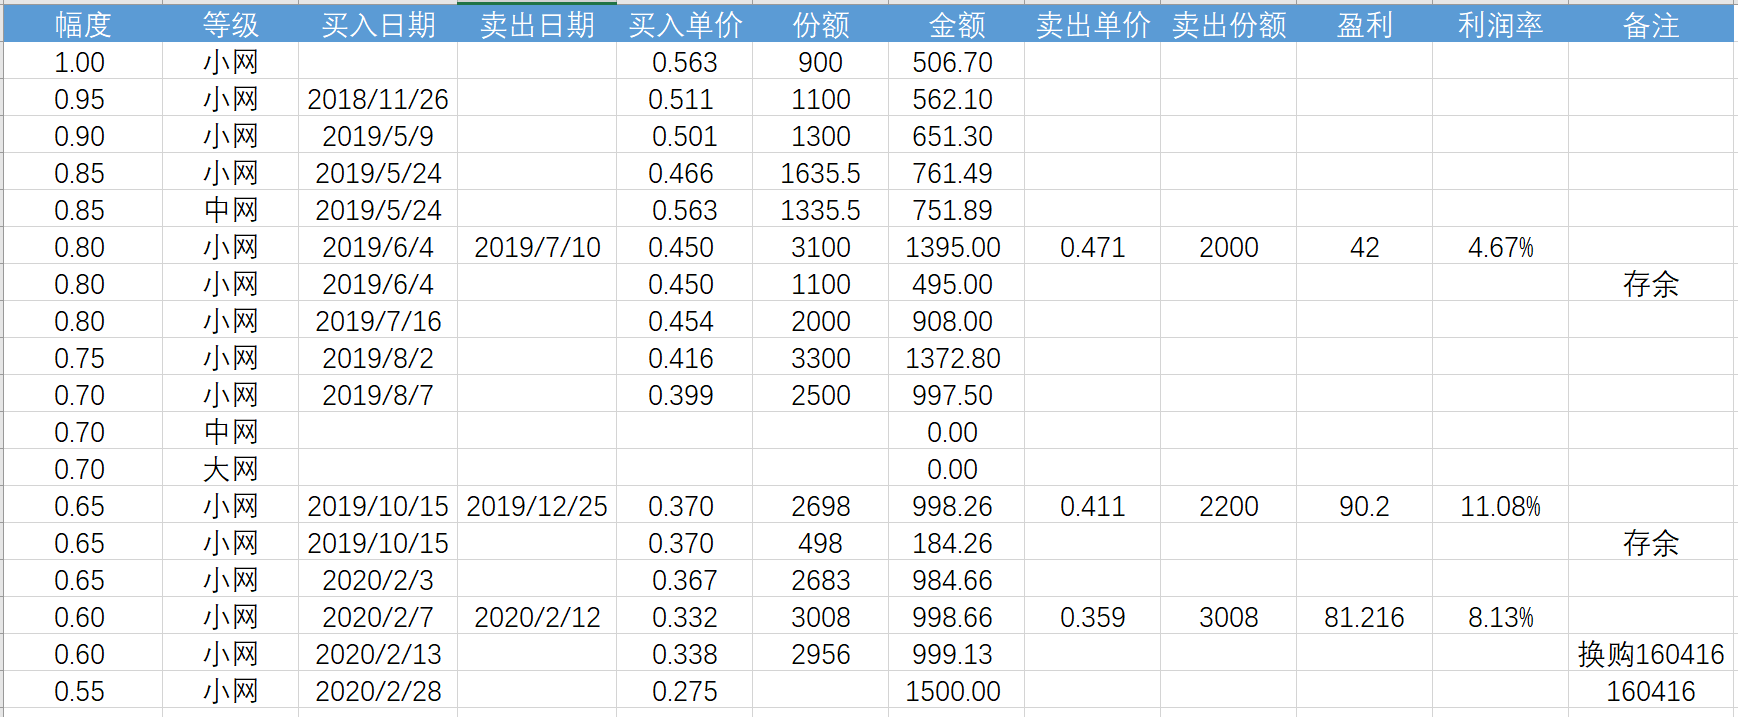 幅度 等级 买入日期 卖出日期 买入单价 份额 金额 卖出单价 卖出份额 盈利 利润率 备注
1.00 小网 0.563 900 506.70
0.95 小网 2018/11/26 0.511 1100 562.10
0.90 小网 2019/5/9 0.501 1300 651.30
0.85 小网 2019/5/24 0.466 1635.5 761.49
0.85 中网 2019/5/24 0.563 1335.5 751.89
0.80 小网 2019/6/4 2019/7/10 0.450 3100 1395.00 0.471 2000 42 4.67%
0.80 小网 2019/6/4 0.450 1100 495.00 存余
0.80 小网 2019/7/16 0.454 2000 908.00
0.75 小网 2019/8/2 0.416 3300 1372.80
0.70 小网 2019/8/7 0.399 2500 997.50
0.70 中网 0.00
0.70 大网 0.00
0.65 小网 2019/10/15 2019/12/25 0.370 2698 998.26 0.411 2200 90.2 11.08%
0.65 小网 2019/10/15 0.370 498 184.26 存余
0.65 小网 2020/2/3 0.367 2683 984.66
0.60 小网 2020/2/7 2020/2/12 0.332 3008 998.66 0.359 3008 81.216 8.13%
0.60 小网 2020/2/13 0.338 2956 999.13 换购160416
0.55 小网 2020/2/28 0.275 1500.00 160416